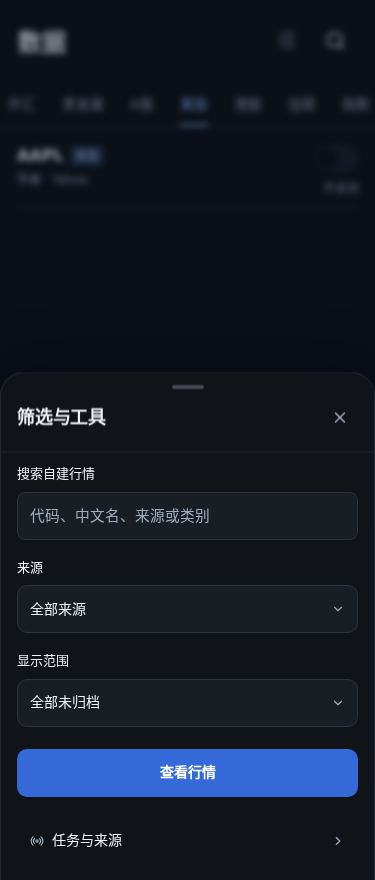 数据
美股
AAPL
筛选与工具
搜索自建行情
代码、中文名、来源或类别
来源
全部来源
显示范围
全部未归档
查看行情
任务与来源